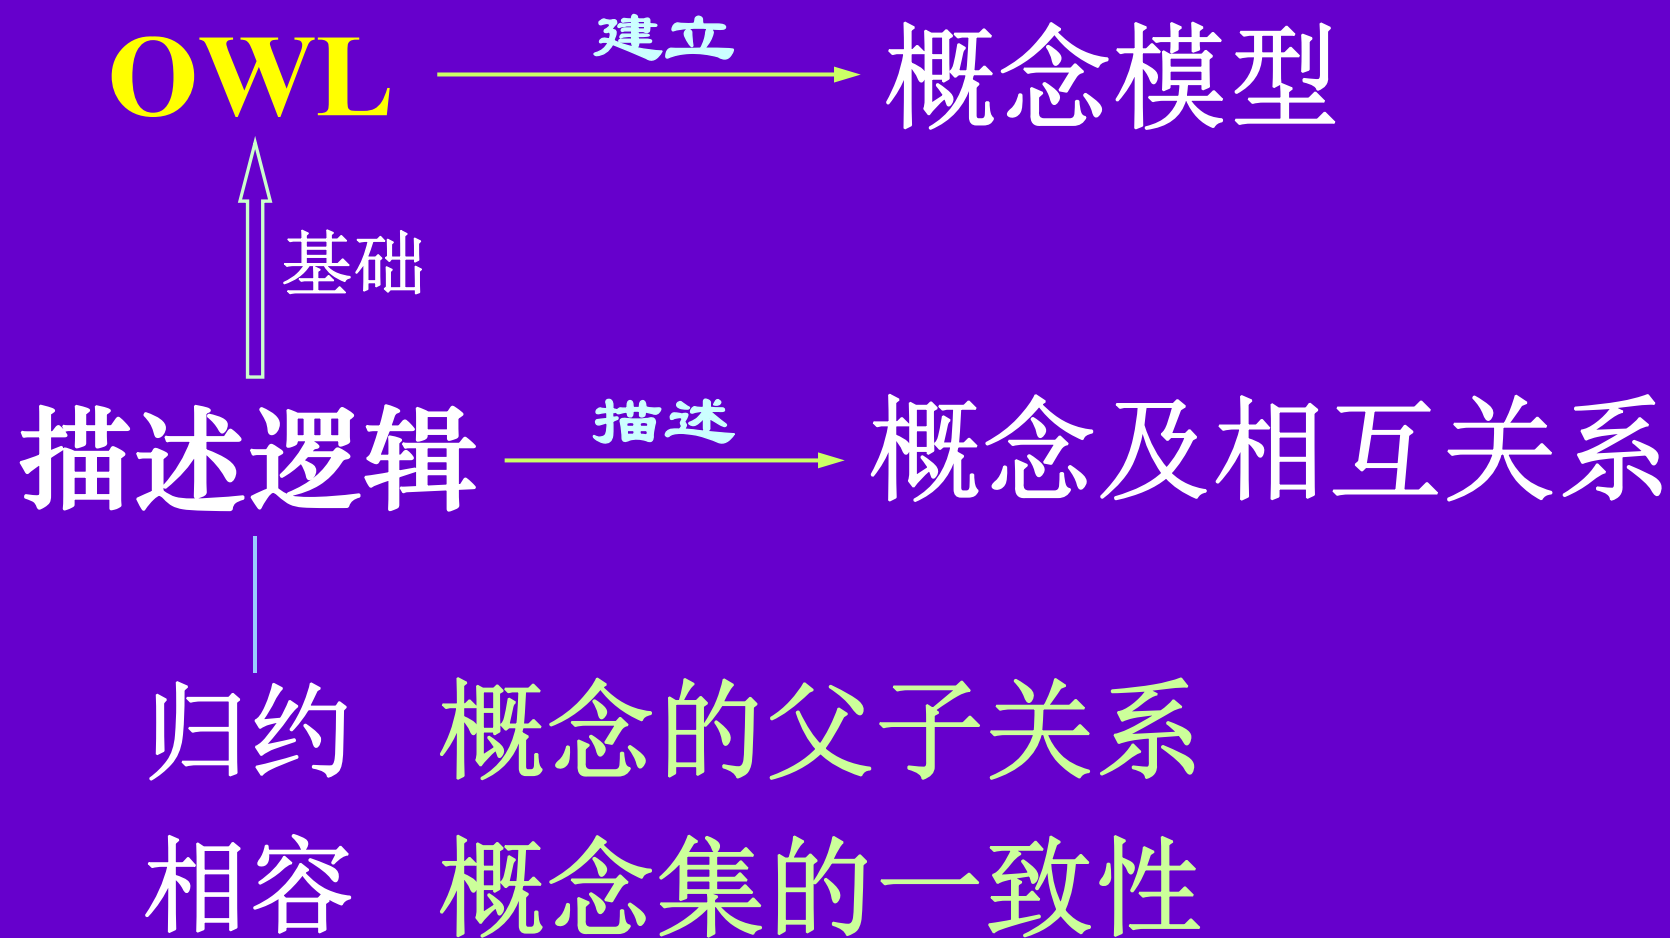 OWL 建立 概念模型
基础
描述逻辑 描述 概念及相互关系
归约 概念的父子关系
相容 概念集的一致性